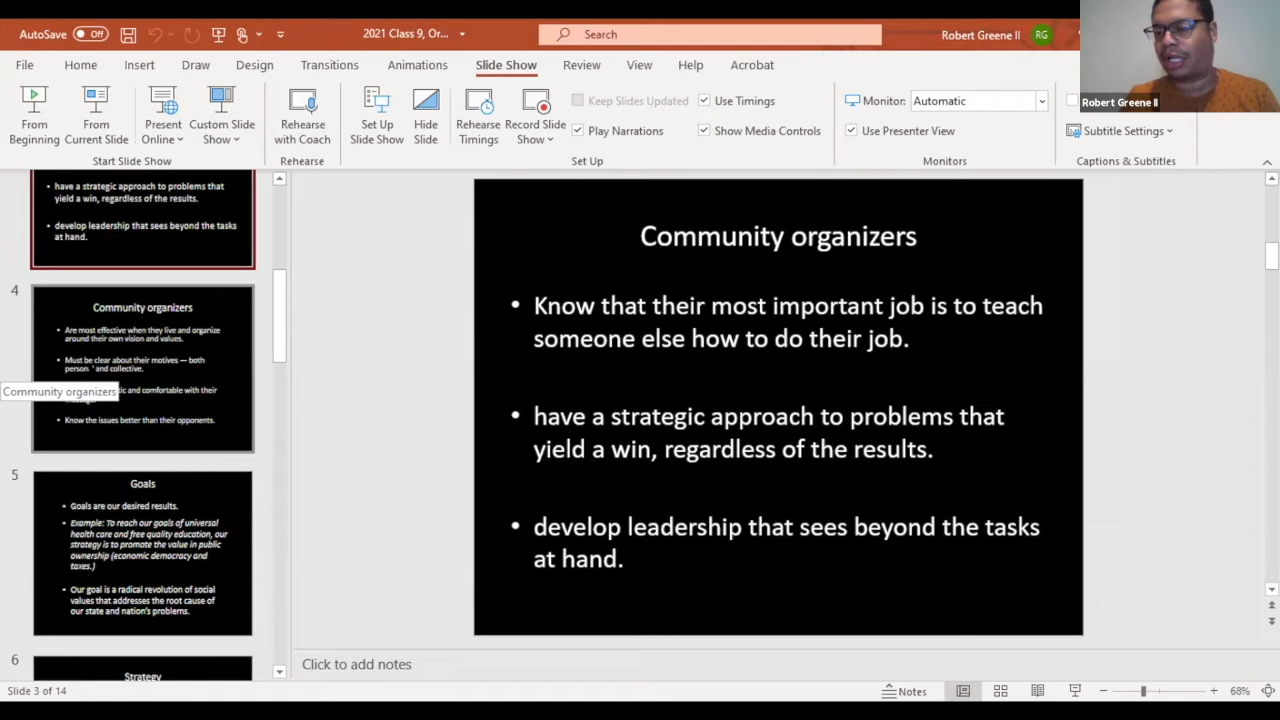 AutoSave Off 2021 Class 9, Or... Search Robert Greene II RG
File Home Insert Draw Design Transitions Animations Slide Show Review View Help Acrobat
From Beginning
From Current Slide
Present Online
Custom Slide Show
Start Slide Show
Rehearse with Coach
Rehearse
Set Up Slide Show
Hide Slide
Rehearse Timings
Record Slide Show
Keep Slides Updated
Use Timings
Play Narrations
Show Media Controls
Set Up
Monitor: Automatic
Use Presenter View
Monitors
Subtitle Settings
Captions & Subtitles
Robert Greene II
• have a strategic approach to problems that
yield a win, regardless of the results.
• develop leadership that sees beyond the tasks
at hand.
4
Community organizers
• Are most effective when they live and organize
around their own vision and values.
• Must be clear about their motives — both
person ' and collective.
Community organizers
ic and comfortable with their
• Know the issues better than their opponents.
5
Goals
• Goals are our desired results.
• Example: To reach our goals of universal
health care and free quality education, our
strategy is to promote the value in public
ownership (economic democracy and
taxes.)
• Our goal is a radical revolution of social
values that addresses the root cause of
our state and nation's problems.
6
Strategy
Community organizers
• Know that their most important job is to teach
someone else how to do their job.
• have a strategic approach to problems that
yield a win, regardless of the results.
• develop leadership that sees beyond the tasks
at hand.
Click to add notes
Slide 3 of 14 Notes 68%